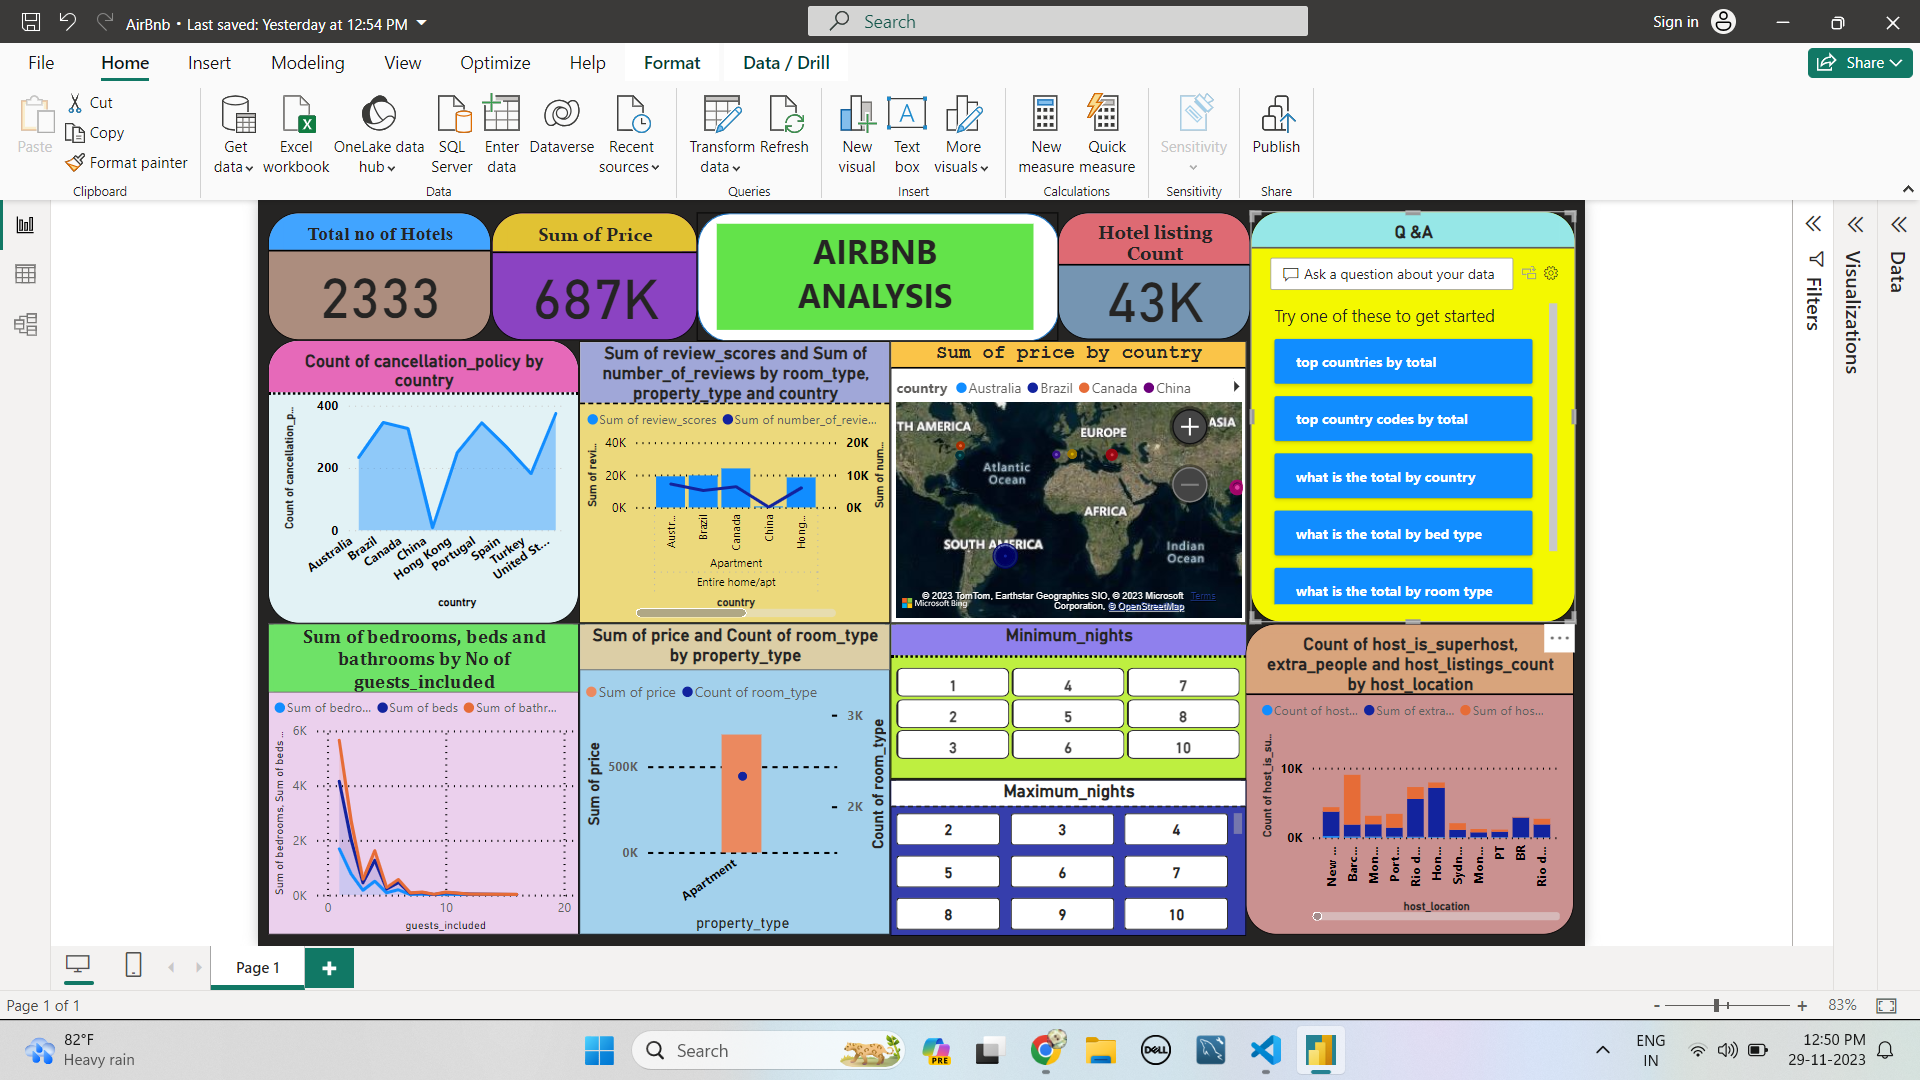 AirBnb • Last saved: Yesterday at 12:54 PM
Search
Sign in
File
Home
Insert
Modeling
View
Optimize
Help
Format
Data / Drill
Share
Paste
Cut
Copy
Format painter
Clipboard
Get data
Excel workbook
OneLake data hub
SQL Server
Enter data
Dataverse
Recent sources
Data
Transform data
Refresh
Queries
New visual
Text box
More visuals
Insert
New measure
Quick measure
Calculations
Sensitivity
Sensitivity
Publish
Share
Total no of Hotels
2333
Sum of Price
687K
AIRBNB
ANALYSIS
Hotel listing
Count
43K
Q &A
Ask a question about your data
Try one of these to get started
top countries by total
top country codes by total
what is the total by country
what is the total by bed type
what is the total by room type
Filters
Visualizations
Data
Count of cancellation_policy by
country
Count of cancellation_p...
400
200
0
Australia
Brazil
Canada
China
Hong Kong
Portugal
Spain
Turkey
United St...
country
Sum of review_scores and Sum of
number_of_reviews by room_type,
property_type and country
Sum of review_scores
Sum of number_of_revie...
Sum of revi...
40K
20K
0K
20K
10K
0K
Sum of num...
Austr...
Brazil
Canada
China
Hong...
Apartment
Entire home/apt
country
Sum of price by country
country
Australia
Brazil
Canada
China
TH AMERICA
EUROPE
ASIA
Atlantic
Ocean
AFRICA
SOUTH AMERICA
Indian
Ocean
© 2023 TomTom, Earthstar Geographics SIO, © 2023 Microsoft
Corporation, © OpenStreetMap
Terms
Microsoft Bing
Sum of bedrooms, beds and
bathrooms by No of
guests_included
Sum of bedro...
Sum of beds
Sum of bathr...
Sum of bedrooms, Sum of beds ...
6K
4K
2K
0K
0
10
20
guests_included
Sum of price and Count of room_type
by property_type
Sum of price
Count of room_type
Sum of price
500K
0K
3K
2K
Count of room_type
Apartment
property_type
Minimum_nights
1
4
7
2
5
8
3
6
10
Maximum_nights
2
3
4
5
6
7
8
9
10
Count of host_is_superhost,
extra_people and host_listings_count
by host_location
Count of host...
Sum of extra...
Sum of hos...
Count of host_is_su...
10K
0K
New ...
Barc...
Mon...
Port...
Rio d...
Hon...
Sydn...
Mon...
PT
BR
Rio d...
host_location
Page 1
Page 1 of 1
83%
82°F
Heavy rain
Search
PRE
DELL
ENG
IN
12:50 PM
29-11-2023